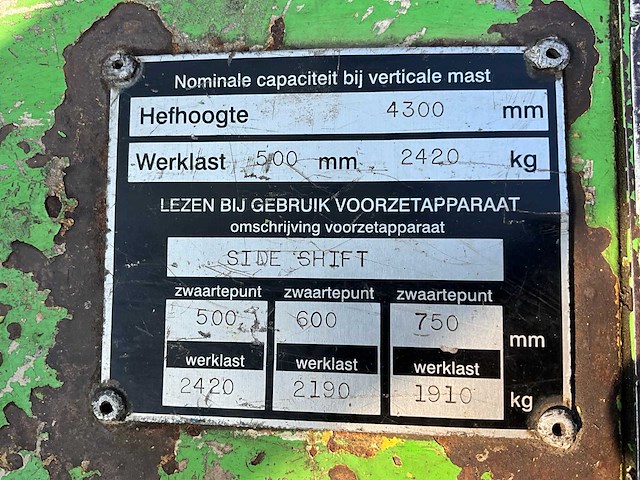 Nominale capaciteit bij verticale mast
Hefhoogte 4300 mm
Werklast 500 mm 2420 kg
LEZEN BIJ GEBRUIK VOORZETAPPARAAT
omschrijving voorzetapparaat
SIDE SHIFT
zwaartepunt zwaartepunt zwaartepunt
500 600 750 mm
werklast werklast werklast
2420 2190 1910 kg